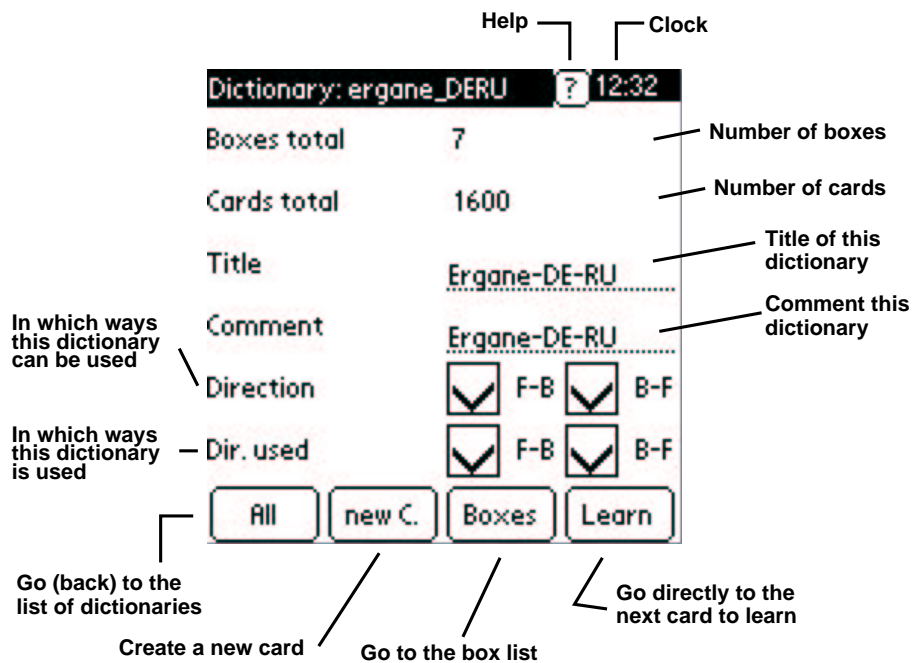 Help
Clock
Dictionary: ergane_DERU ? 12:32
Boxes total 7
Number of boxes
Cards total 1600
Number of cards
Title Ergane-DE-RU
Title of this
dictionary
Comment Ergane-DE-RU
Comment this
dictionary
In which ways
this dictionary
can be used
Direction F-B B-F
In which ways
this dictionary
is used
Dir. used F-B B-F
All new C. Boxes Learn
Go (back) to the
list of dictionaries
Create a new card
Go to the box list
Go directly to the
next card to learn